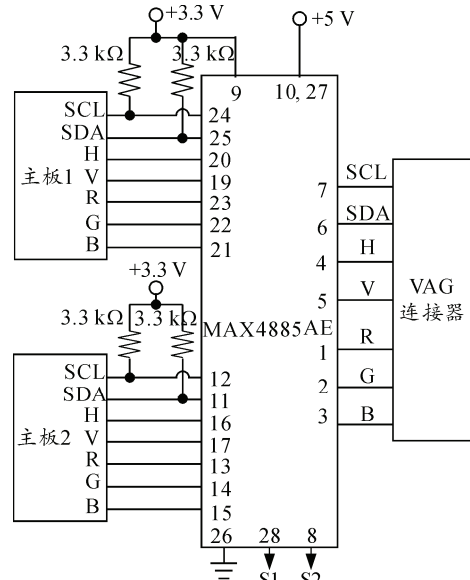 +3.3 V
+5 V
3.3 kΩ
3.3 kΩ
9
10, 27
主板1
SCL
SDA
H
V
R
G
B
24
25
20
19
23
22
21
7
6
4
5
1
2
3
SCL
SDA
H
V
R
G
B
VAG
连接器
MAX4885AE
+3.3 V
3.3 kΩ
3.3 kΩ
主板2
SCL
SDA
H
V
R
G
B
12
11
16
17
13
14
15
26
28
8
S1
S2